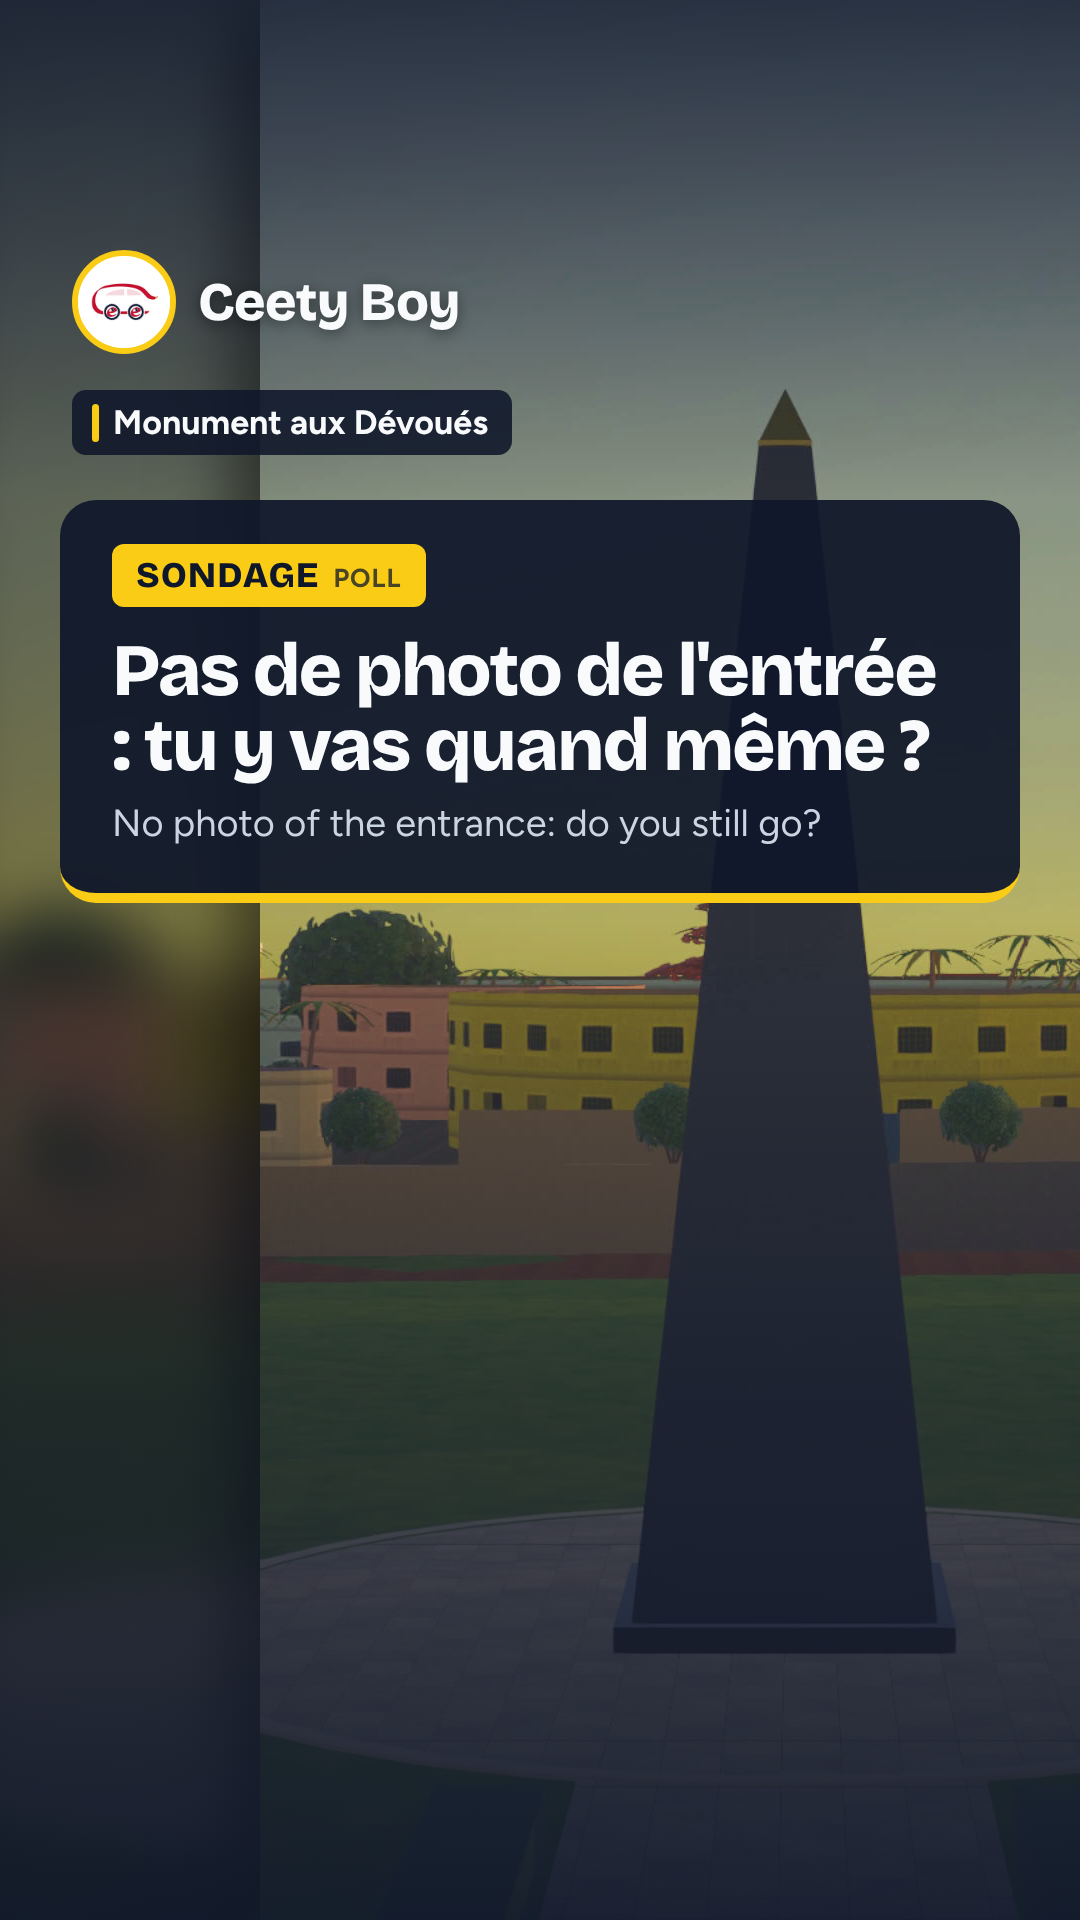 Ceety Boy
Monument aux Dévoués
SONDAGE POLL
Pas de photo de l'entrée
: tu y vas quand même ?
No photo of the entrance: do you still go?